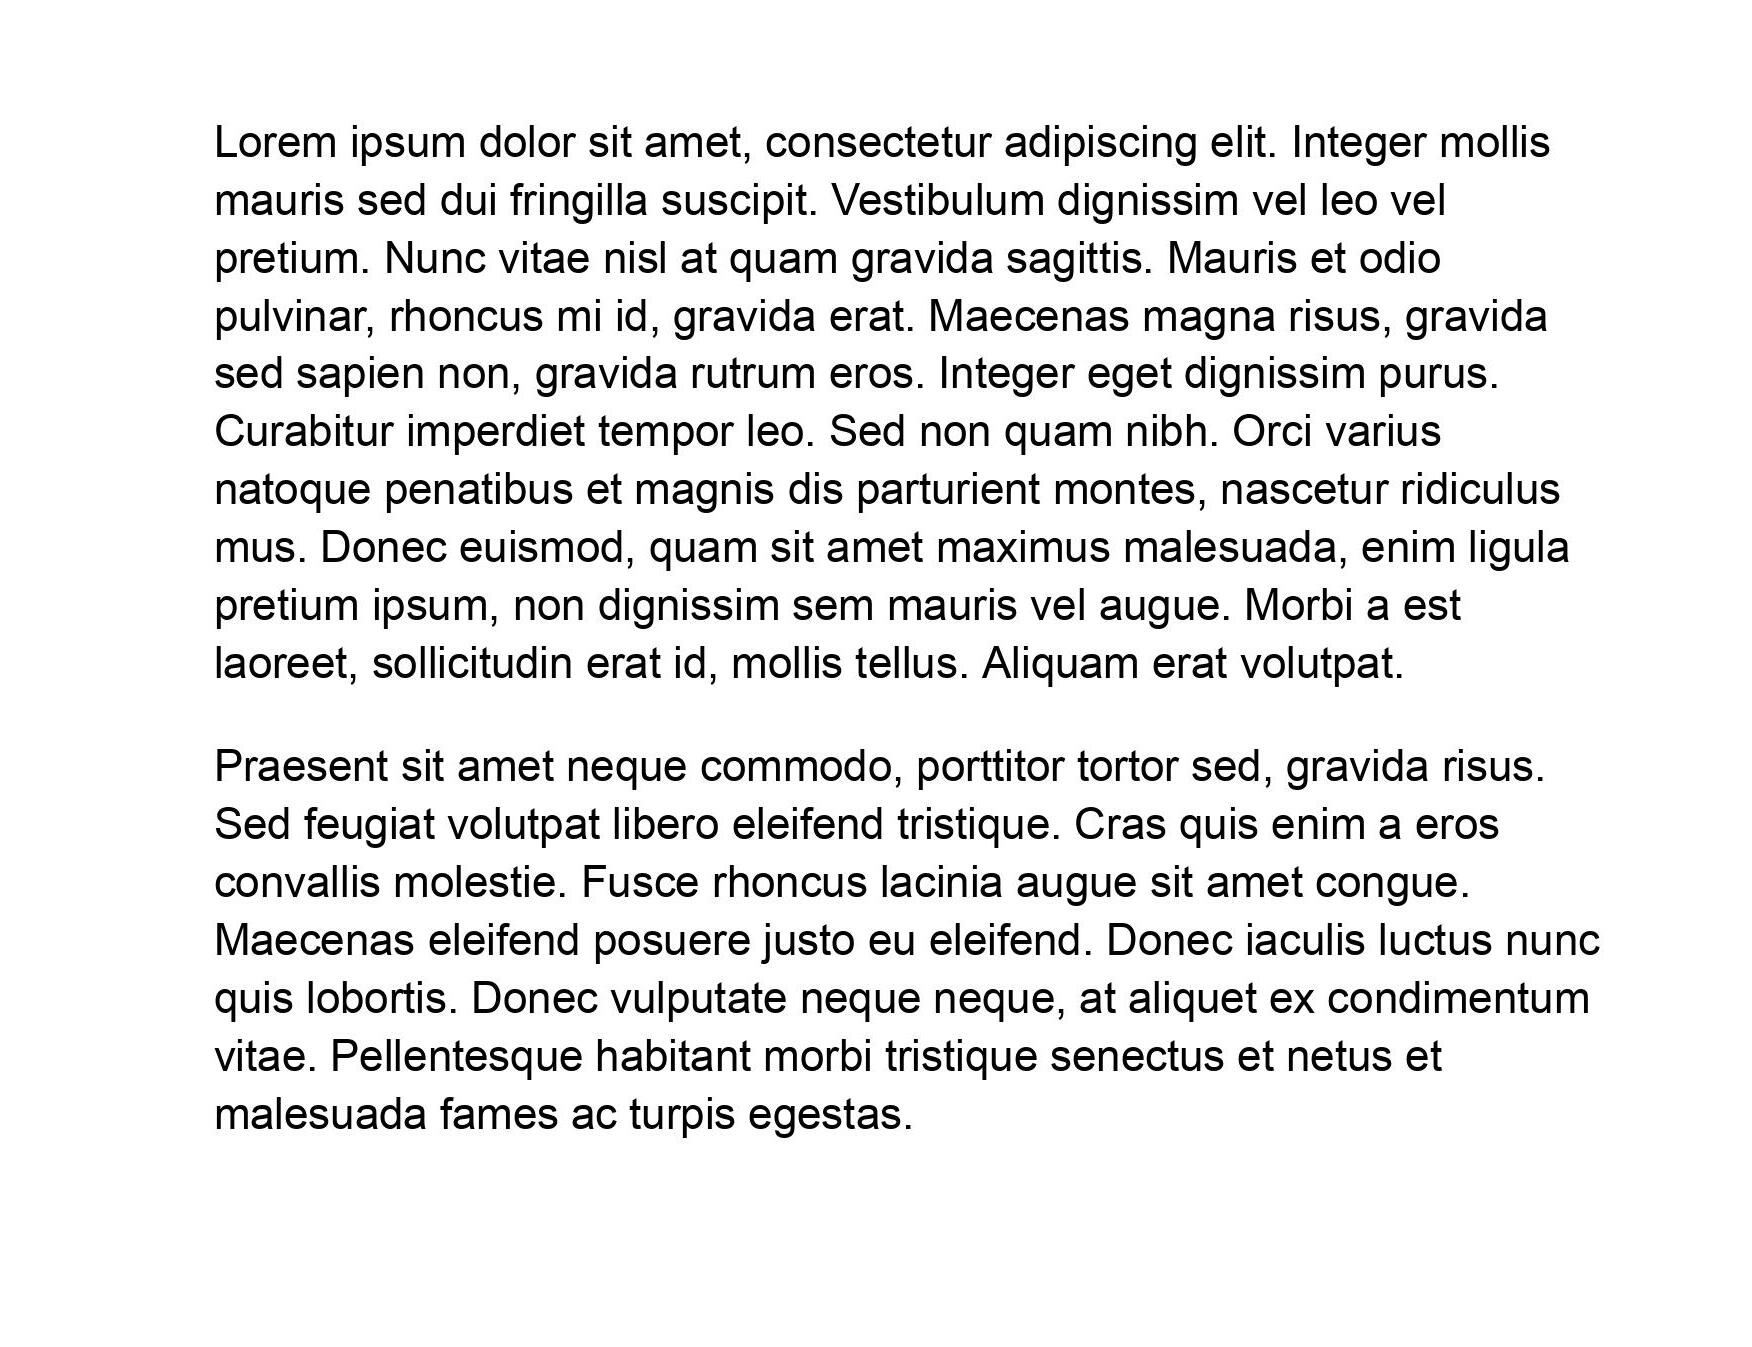 Lorem ipsum dolor sit amet, consectetur adipiscing elit. Integer mollis
mauris sed dui fringilla suscipit. Vestibulum dignissim vel leo vel
pretium. Nunc vitae nisl at quam gravida sagittis. Mauris et odio
pulvinar, rhoncus mi id, gravida erat. Maecenas magna risus, gravida
sed sapien non, gravida rutrum eros. Integer eget dignissim purus.
Curabitur imperdiet tempor leo. Sed non quam nibh. Orci varius
natoque penatibus et magnis dis parturient montes, nascetur ridiculus
mus. Donec euismod, quam sit amet maximus malesuada, enim ligula
pretium ipsum, non dignissim sem mauris vel augue. Morbi a est
laoreet, sollicitudin erat id, mollis tellus. Aliquam erat volutpat.
Praesent sit amet neque commodo, porttitor tortor sed, gravida risus.
Sed feugiat volutpat libero eleifend tristique. Cras quis enim a eros
convallis molestie. Fusce rhoncus lacinia augue sit amet congue.
Maecenas eleifend posuere justo eu eleifend. Donec iaculis luctus nunc
quis lobortis. Donec vulputate neque neque, at aliquet ex condimentum
vitae. Pellentesque habitant morbi tristique senectus et netus et
malesuada fames ac turpis egestas.